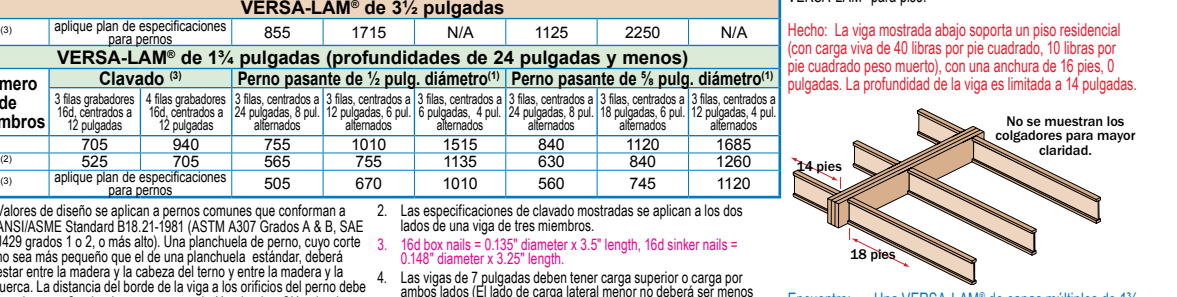 VERSA-LAM® de 3½ pulgadas
(3) aplique plan de especificaciones para pernos 855 1715 N/A 1125 2250 N/A
VERSA-LAM® de 1¾ pulgadas (profundidades de 24 pulgadas y menos)
mero de mbros
Clavado (3) Perno pasante de ½ pulg. diámetro(1) Perno pasante de ⅝ pulg. diámetro(1)
3 filas grabadores 16d, centrados a 12 pulgadas
4 filas grabadores 16d, centrados a 12 pulgadas
3 filas, centrados a 24 pulgadas, 8 pul. alternados
3 filas, centrados a 12 pulgadas, 6 pul. alternados
3 filas, centrados a 6 pulgadas, 4 pul. alternados
3 filas, centrados a 24 pulgadas, 8 pul. alternados
3 filas, centrados a 18 pulgadas, 6 pul. alternados
3 filas, centrados a 12 pulgadas, 4 pul. alternados
705 940 755 1010 1515 840 1120 1685
(2) 525 705 565 755 1135 630 840 1260
(3) aplique plan de especificaciones para pernos 505 670 1010 560 745 1120
Valores de diseño se aplican a pernos comunes que conforman a
ANSI/ASME Standard B18.21-1981 (ASTM A307 Grados A & B, SAE
J429 grados 1 o 2, o más alto). Una planchuela de perno, cuyo corte
no sea más pequeño que el de una planchuela estándar, deberá
estar entre la madera y la cabeza del terno y entre la madera y la
uerca. La distancia del borde de la viga a los orificios del perno debe
2. Las especificaciones de clavado mostradas se aplican a los dos
lados de una viga de tres miembros.
3. 16d box nails = 0.135" diameter x 3.5" length, 16d sinker nails =
0.148" diameter x 3.25" length.
4. Las vigas de 7 pulgadas deben tener carga superior o carga por
ambos lados (El lado de carga lateral menor no deberá ser menos
Hecho: La viga mostrada abajo soporta un piso residencial
(con carga viva de 40 libras por pie cuadrado, 10 libras por
pie cuadrado peso muerto), con una anchura de 16 pies, 0
pulgadas. La profundidad de la viga es limitada a 14 pulgadas.
No se muestran los
colgadores para mayor
claridad.
14 pies
18 pies